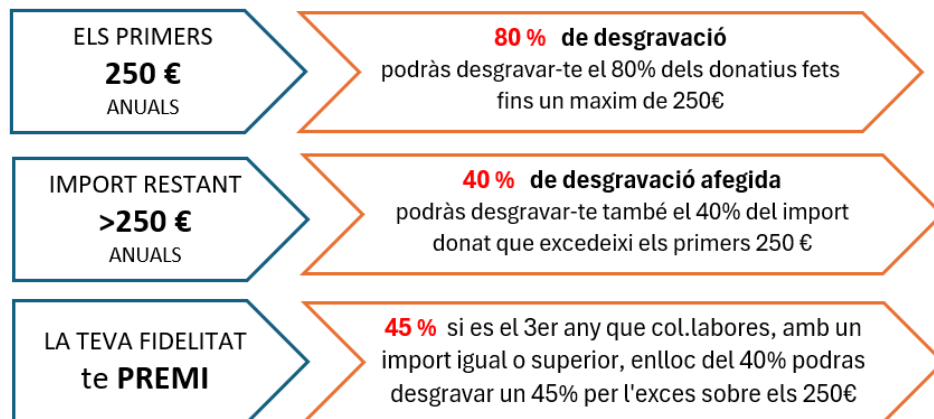 ELS PRIMERS
250 €
ANUALS
80 % de desgravació
podràs desgravar-te el 80% dels donatius fets
fins un maxim de 250€
IMPORT RESTANT
>250 €
ANUALS
40 % de desgravació afegida
podràs desgravar-te també el 40% del import
donat que excedeixi els primers 250 €
LA TEVA FIDELITAT
te PREMI
45 % si es el 3er any que col.labores, amb un
import igual o superior, enlloc del 40% podras
desgravar un 45% per l'exces sobre els 250€